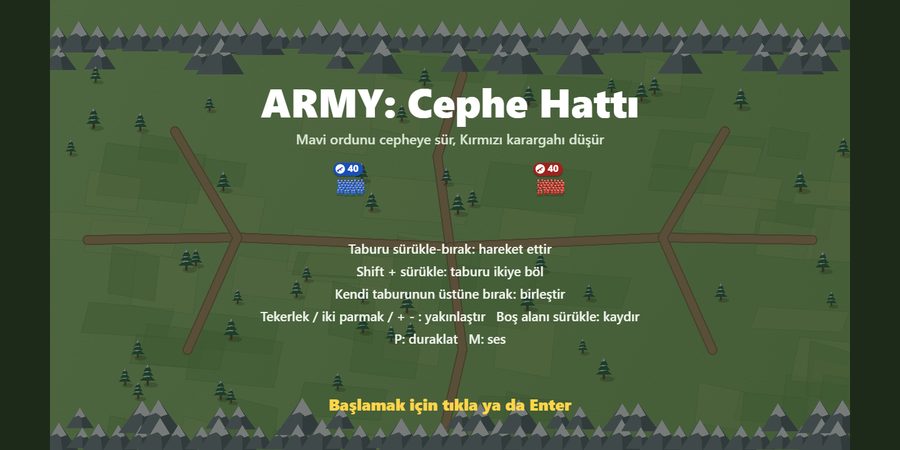 ARMY: Cephe Hattı
Mavi ordunu cepheye sür, Kırmızı karargahı düşür
40 40
Taburu sürükle-bırak: hareket ettir
Shift + sürükle: taburu ikiye böl
Kendi taburunun üstüne bırak: birleştir
Tekerlek / iki parmak / + - : yakınlaştır Boş alanı sürükle: kaydır
P: duraklat M: ses
Başlamak için tıkla ya da Enter